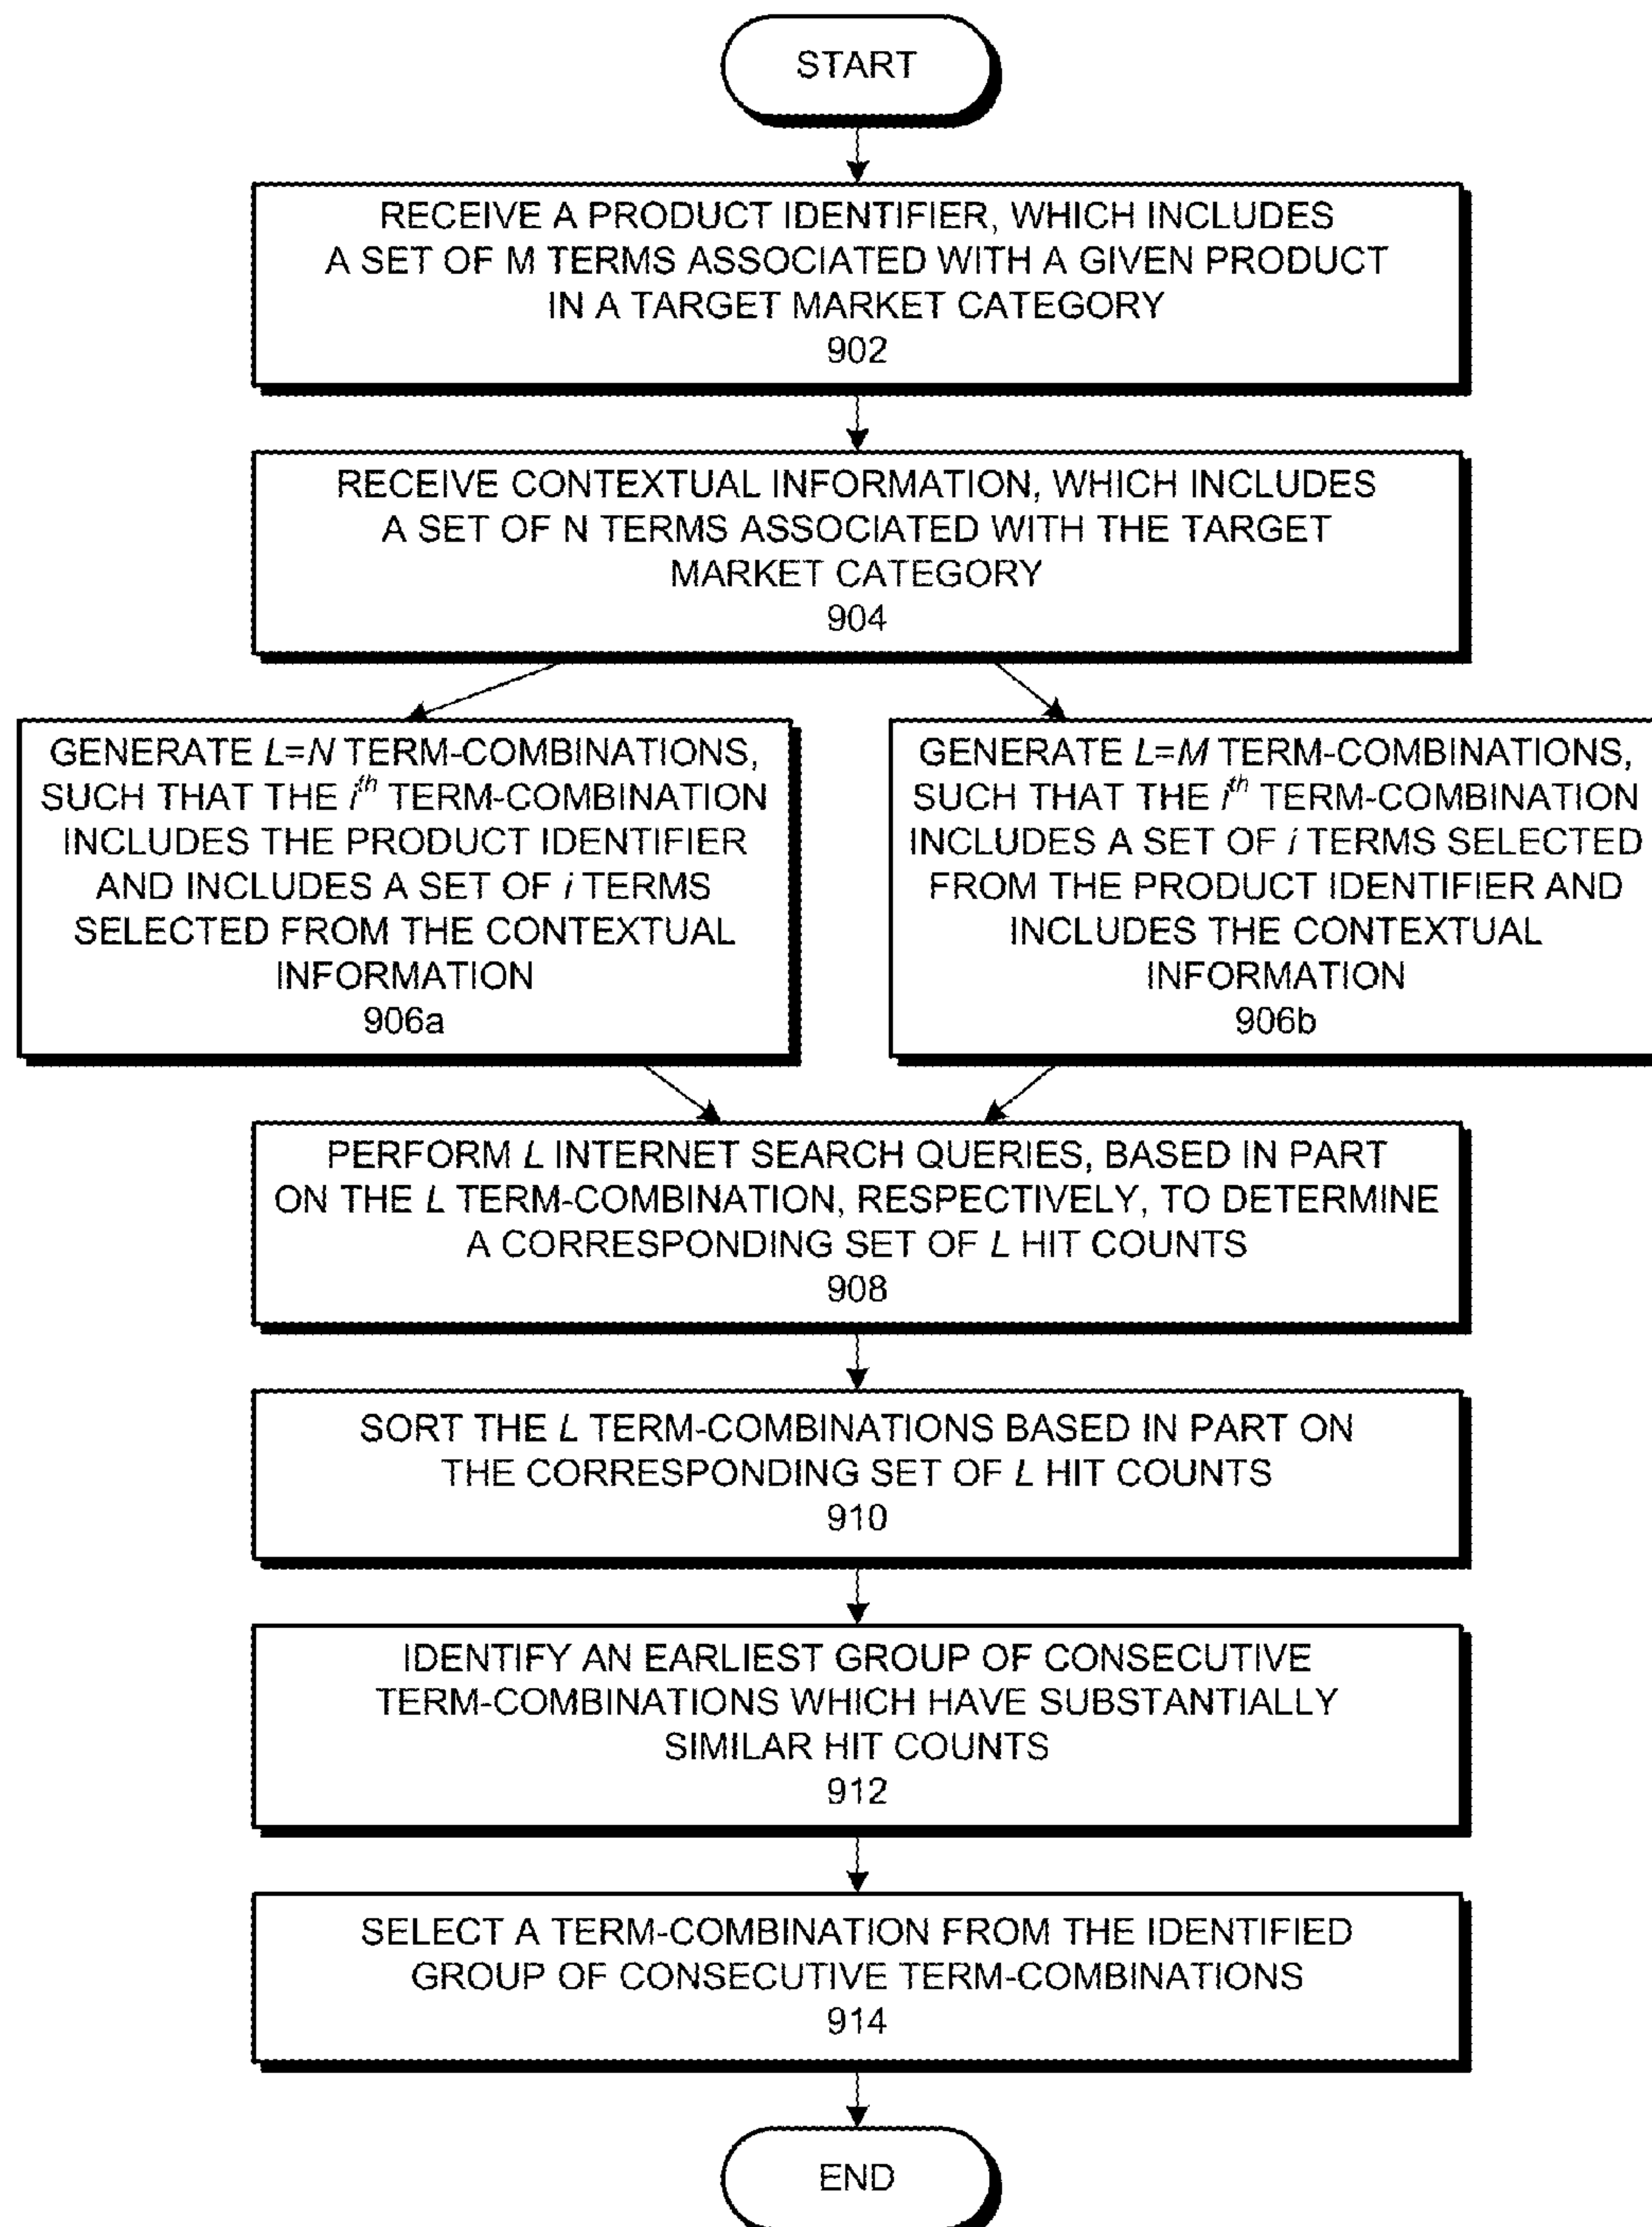 START
RECEIVE A PRODUCT IDENTIFIER, WHICH INCLUDES
A SET OF M TERMS ASSOCIATED WITH A GIVEN PRODUCT
IN A TARGET MARKET CATEGORY
902
RECEIVE CONTEXTUAL INFORMATION, WHICH INCLUDES
A SET OF N TERMS ASSOCIATED WITH THE TARGET
MARKET CATEGORY
904
GENERATE L=N TERM-COMBINATIONS,
SUCH THAT THE ith TERM-COMBINATION
INCLUDES THE PRODUCT IDENTIFIER
AND INCLUDES A SET OF i TERMS
SELECTED FROM THE CONTEXTUAL
INFORMATION
906a
GENERATE L=M TERM-COMBINATIONS,
SUCH THAT THE ith TERM-COMBINATION
INCLUDES A SET OF i TERMS SELECTED
FROM THE PRODUCT IDENTIFIER AND
INCLUDES THE CONTEXTUAL
INFORMATION
906b
PERFORM L INTERNET SEARCH QUERIES, BASED IN PART
ON THE L TERM-COMBINATION, RESPECTIVELY, TO DETERMINE
A CORRESPONDING SET OF L HIT COUNTS
908
SORT THE L TERM-COMBINATIONS BASED IN PART ON
THE CORRESPONDING SET OF L HIT COUNTS
910
IDENTIFY AN EARLIEST GROUP OF CONSECUTIVE
TERM-COMBINATIONS WHICH HAVE SUBSTANTIALLY
SIMILAR HIT COUNTS
912
SELECT A TERM-COMBINATION FROM THE IDENTIFIED
GROUP OF CONSECUTIVE TERM-COMBINATIONS
914
END